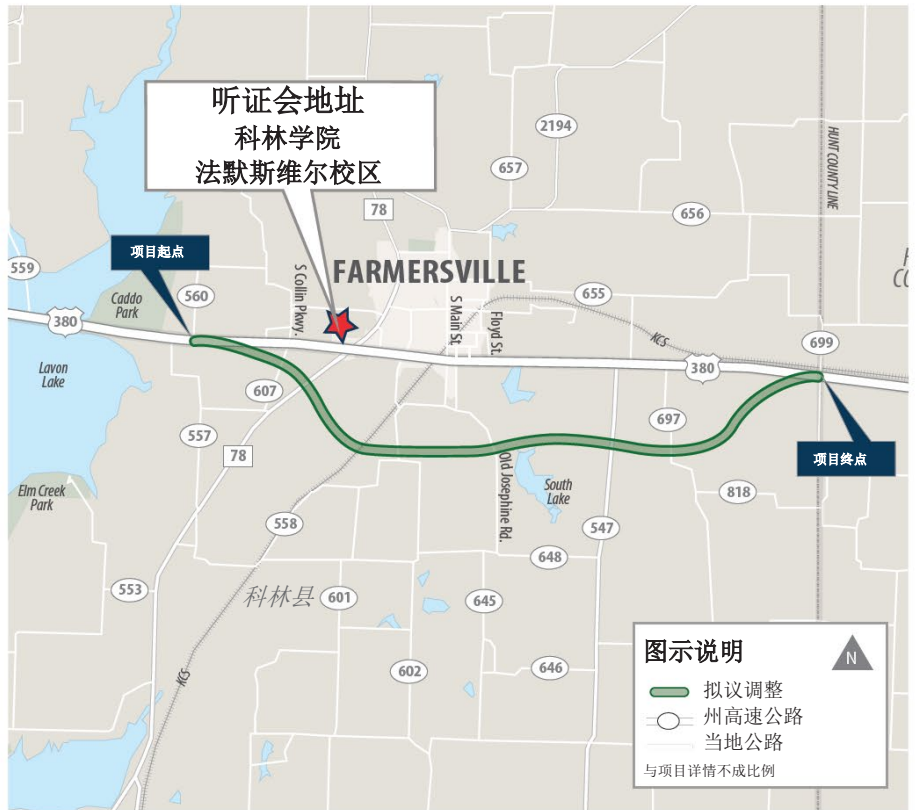 听证会地址
科林学院
法默斯维尔校区
2194
657
78
656
HUNT COUNTY LINE
项目起点
559
Caddo
Park
560
S Collin Pkwy.
FARMERSVILLE
655
S Main St.
Floyd St.
KCS
380
699
380
Lavon
Lake
607
697
557
78
项目终点
Elm Creek
Park
Old Josephine Rd.
South
Lake
818
558
547
648
553
科林县
601
645
602
646
KCS
图示说明
N
拟议调整
州高速公路
当地公路
与项目详情不成比例